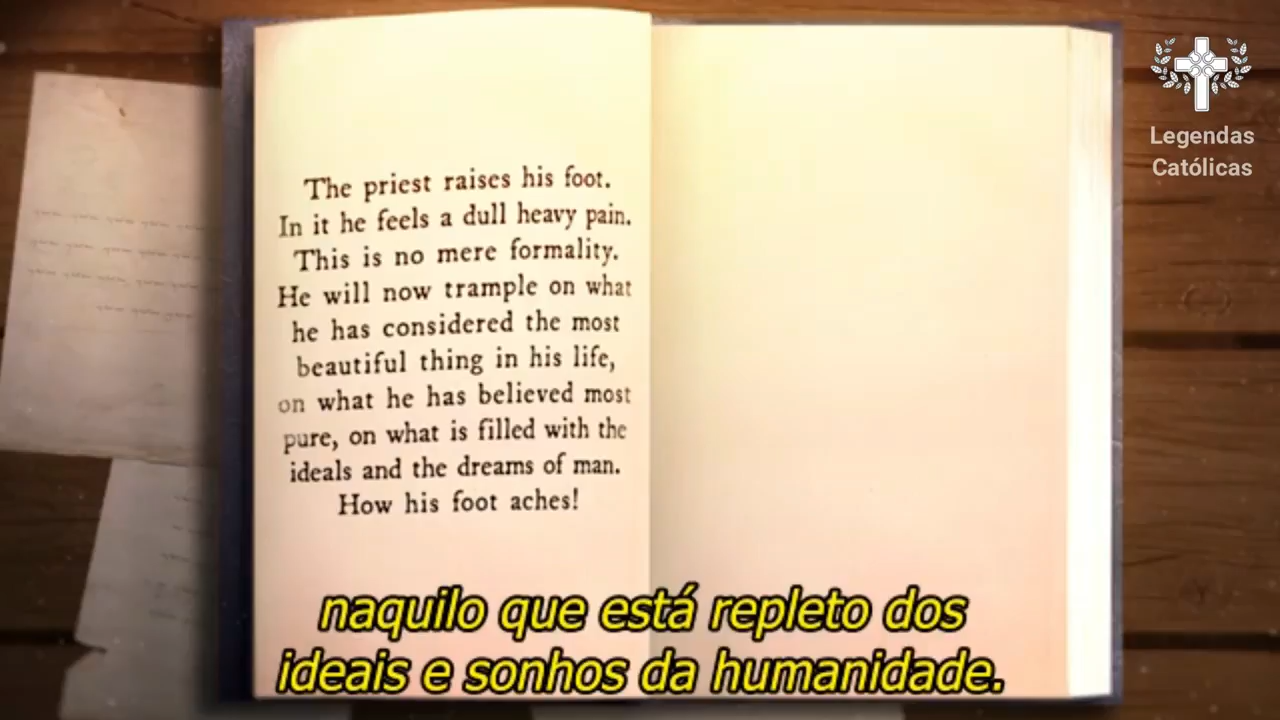 Legendas
Católicas
The priest raises his foot.
In it he feels a dull heavy pain.
This is no mere formality.
He will now trample on what
he has considered the most
beautiful thing in his life,
on what he has believed most
pure, on what is filled with the
ideals and the dreams of man.
How his foot aches!
naquilo que está repleto dos
ideais e sonhos da humanidade.